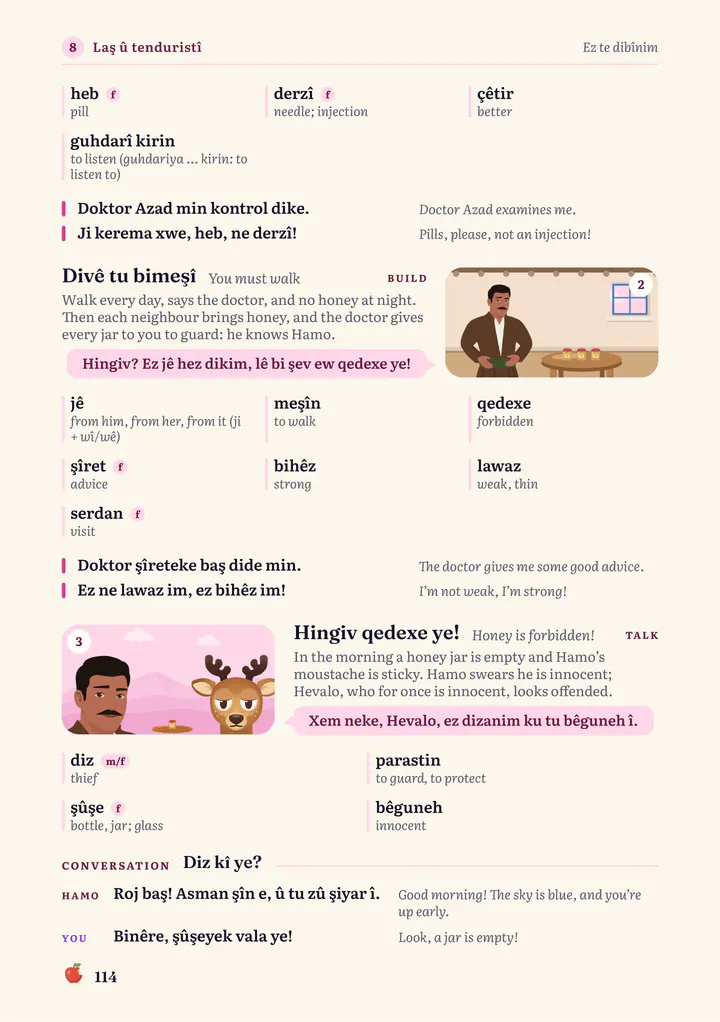 8 Laş û tenduristî
Ez te dibînim
heb f
pill
derzî f
needle; injection
çêtir
better
guhdarî kirin
to listen (guhdariya … kirin: to
listen to)
Doktor Azad min kontrol dike.
Doctor Azad examines me.
Ji kerema xwe, heb, ne derzî!
Pills, please, not an injection!
Divê tu bimeşî You must walk BUILD
Walk every day, says the doctor, and no honey at night.
Then each neighbour brings honey, and the doctor gives
every jar to you to guard: he knows Hamo.
Hingiv? Ez jê hez dikim, lê bi şev ew qedexe ye!
2
jê
from him, from her, from it (ji
+ wî/wê)
meşîn
to walk
qedexe
forbidden
şîret f
advice
bihêz
strong
lawaz
weak, thin
serdan f
visit
Doktor şîreteke baş dide min.
The doctor gives me some good advice.
Ez ne lawaz im, ez bihêz im!
I'm not weak, I'm strong!
3
Hingiv qedexe ye! Honey is forbidden! TALK
In the morning a honey jar is empty and Hamo's
moustache is sticky. Hamo swears he is innocent;
Hevalo, who for once is innocent, looks offended.
Xem neke, Hevalo, ez dizanim ku tu bêguneh î.
diz m/f
thief
parastin
to guard, to protect
şûşe f
bottle, jar; glass
bêguneh
innocent
CONVERSATION Diz kî ye?
HAMO Roj baş! Asman şîn e, û tu zû şiyar î.
Good morning! The sky is blue, and you're
up early.
YOU Binêre, şûşeyek vala ye!
Look, a jar is empty!
114